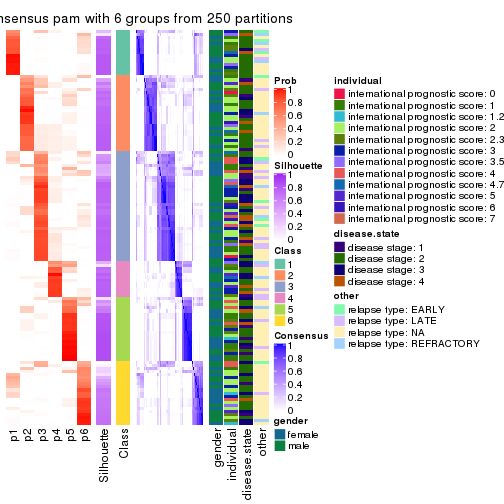 nsensus pam with 6 groups from 250 partitions
Prob
1
0.8
0.6
0.4
0.2
0
Silhouette
1
0.8
0.6
0.4
0.2
0
Class
1
2
3
4
5
6
Consensus
1
0.8
0.6
0.4
0.2
0
gender
female
male
individual
international prognostic score: 0
international prognostic score: 1
international prognostic score: 1.2
international prognostic score: 2
international prognostic score: 2.3
international prognostic score: 3
international prognostic score: 3.5
international prognostic score: 4
international prognostic score: 4.7
international prognostic score: 5
international prognostic score: 6
international prognostic score: 7
disease.state
disease stage: 1
disease stage: 2
disease stage: 3
disease stage: 4
other
relapse type: EARLY
relapse type: LATE
relapse type: NA
relapse type: REFRACTORY
p1
p2
p3
p4
p5
p6
Silhouette
Class
gender
individual
disease.state
other